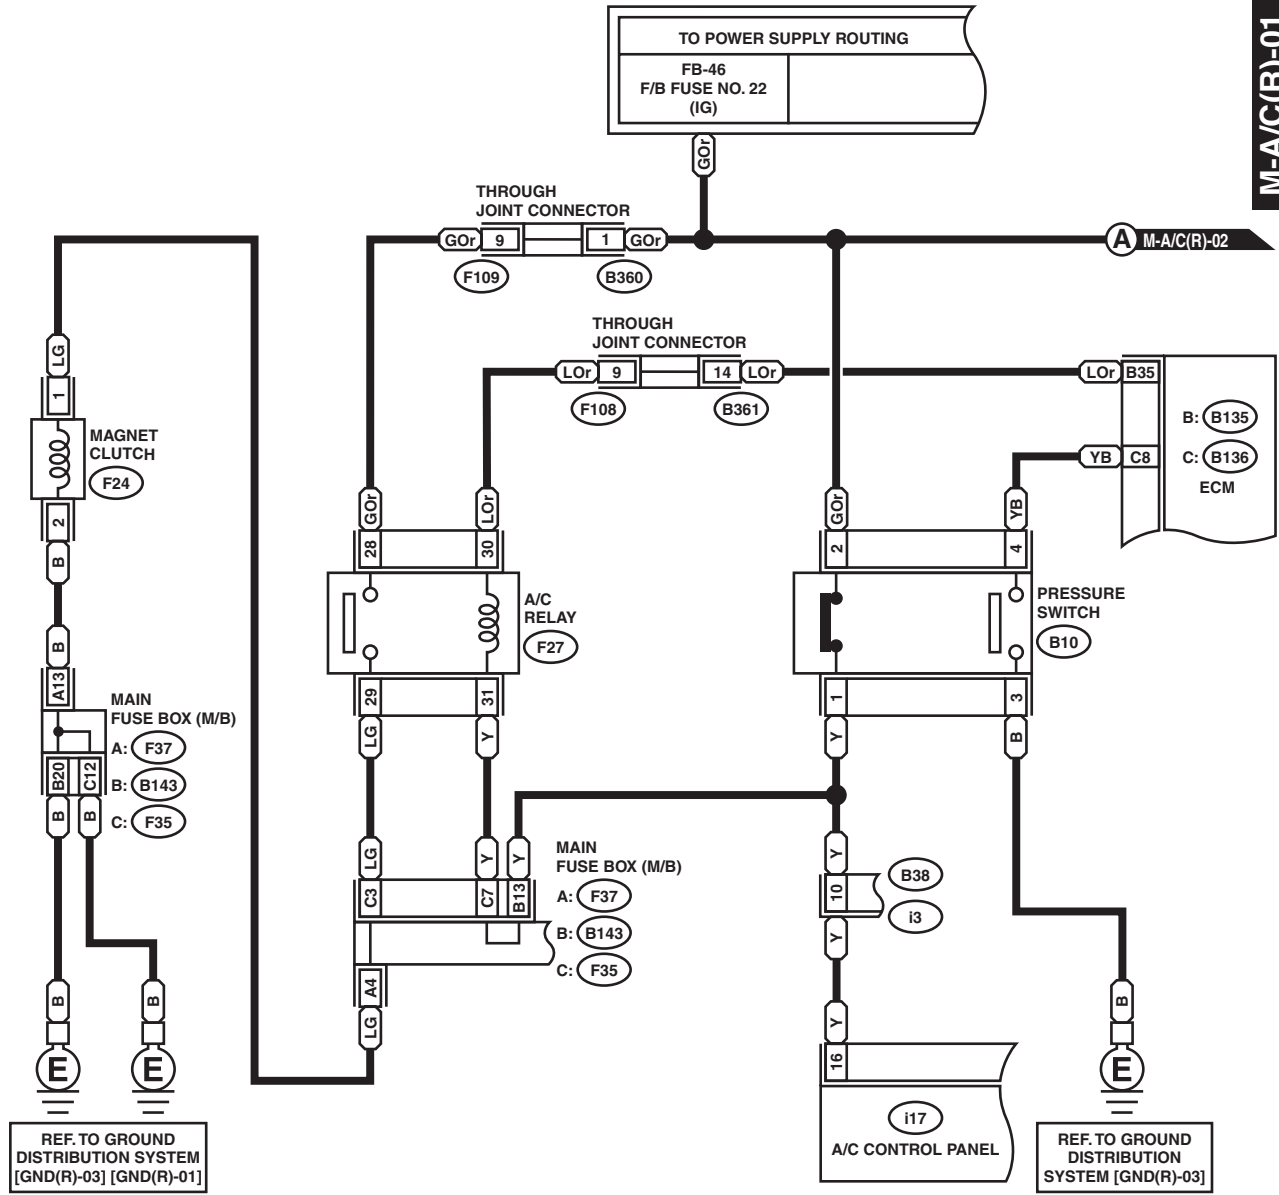 M-A/C(R)-01
TO POWER SUPPLY ROUTING
FB-46
F/B FUSE NO. 22
(IG)
GOr
THROUGH
JOINT CONNECTOR
GOr 9 1 GOr
F109 B360
A M-A/C(R)-02
THROUGH
JOINT CONNECTOR
LOr 9 14 LOr
F108 B361
LOr B35
B: B135
C: B136
ECM
YB C8
LG
1
MAGNET
CLUTCH
F24
2
B
B
A13
MAIN
FUSE BOX (M/B)
A: F37
B: B143
C: F35
B20 C12
B B
B B
E E
REF. TO GROUND
DISTRIBUTION SYSTEM
[GND(R)-03] [GND(R)-01]
GOr LOr
28 30
A/C
RELAY
F27
29 31
LG Y
LG Y Y
C3 C7 B13
MAIN
FUSE BOX (M/B)
A: F37
B: B143
C: F35
A4
LG
GOr YB
2 4
PRESSURE
SWITCH
B10
1 3
Y B
Y
10
B38
i3
Y
Y
16
i17
A/C CONTROL PANEL
B
E
REF. TO GROUND
DISTRIBUTION
SYSTEM [GND(R)-03]